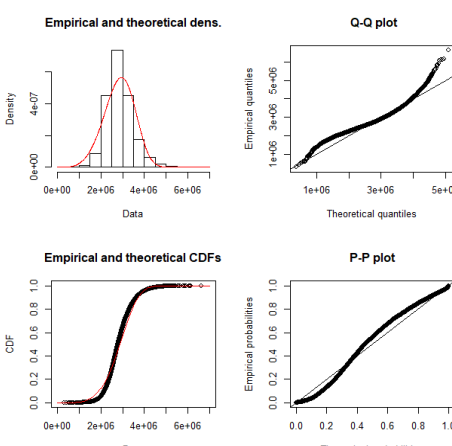 Empirical and theoretical dens.
Density
0e+00
4e-07
0e+00 2e+06 4e+06 6e+06
Data
Q-Q plot
Empirical quantiles
1e+06 3e+06 5e+06
1e+06 3e+06 5e+0
Theoretical quantiles
Empirical and theoretical CDFs
CDF
0.0 0.2 0.4 0.6 0.8 1.0
0e+00 2e+06 4e+06 6e+06
P-P plot
Empirical probabilities
0.0 0.2 0.4 0.6 0.8 1.0
0.0 0.2 0.4 0.6 0.8 1.0